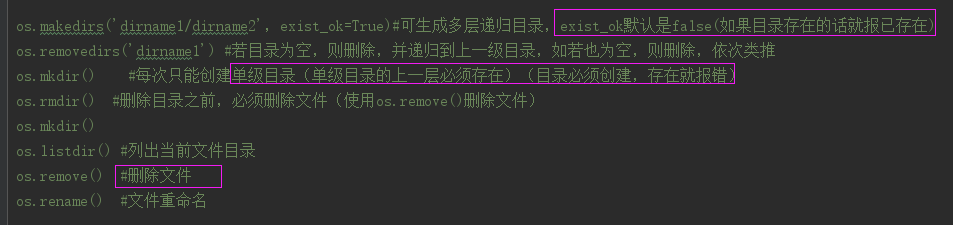 os.makedirs('dirname1/dirname2', exist_ok=True)#可生成多层递归目录，exist_ok默认是false(如果目录存在的话就报已存在)
os.removedirs('dirname1') #若目录为空，则删除，并递归到上一级目录，如若也为空，则删除，依次类推
os.mkdir()    #每次只能创建单级目录（单级目录的上一层必须存在）（目录必须创建，存在就报错）
os.rmdir()  #删除目录之前，必须删除文件（使用os.remove()删除文件）
os.mkdir()
os.listdir() #列出当前文件目录
os.remove()  #删除文件
os.rename()  #文件重命名